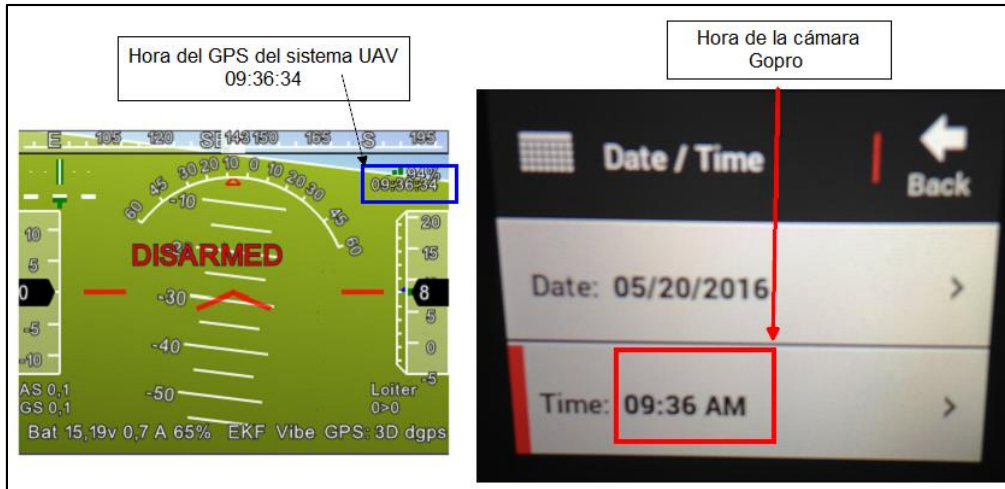 Hora del GPS del sistema UAV
09:36:34
Hora de la cámara
Gopro
E 105 120 SE 143 150 165 S 195
94%
09:36:34
60 45 30 20 10 0 10 20 30 45 60
-10
DISARMED
-30
-40
-50
10
5
0
-5
-10
20
15
8
5
0
-5
AS 0,1
GS 0,1
Loiter
0>0
Bat 15,19v 0,7 A 65% EKF Vibe GPS: 3D dgps
Date / Time
Back
Date: 05/20/2016 >
Time: 09:36 AM >